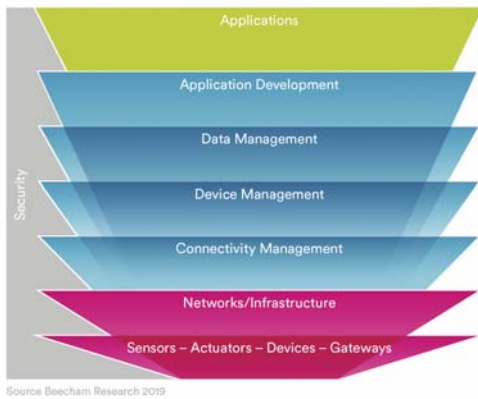 Applications
Application Development
Data Management
Device Management
Connectivity Management
Networks/Infrastructure
Sensors – Actuators – Devices – Gateways
Security
Source Beecham Research 2019